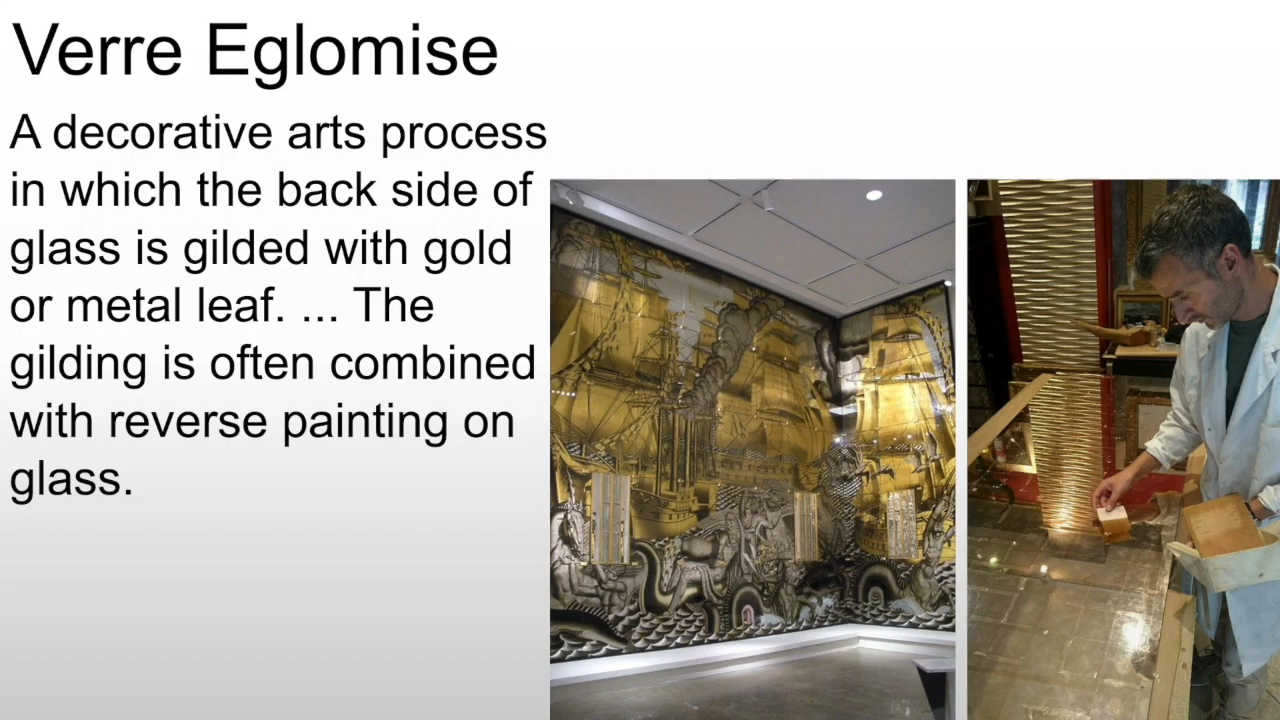 Verre Eglomise
A decorative arts process
in which the back side of
glass is gilded with gold
or metal leaf. ... The
gilding is often combined
with reverse painting on
glass.